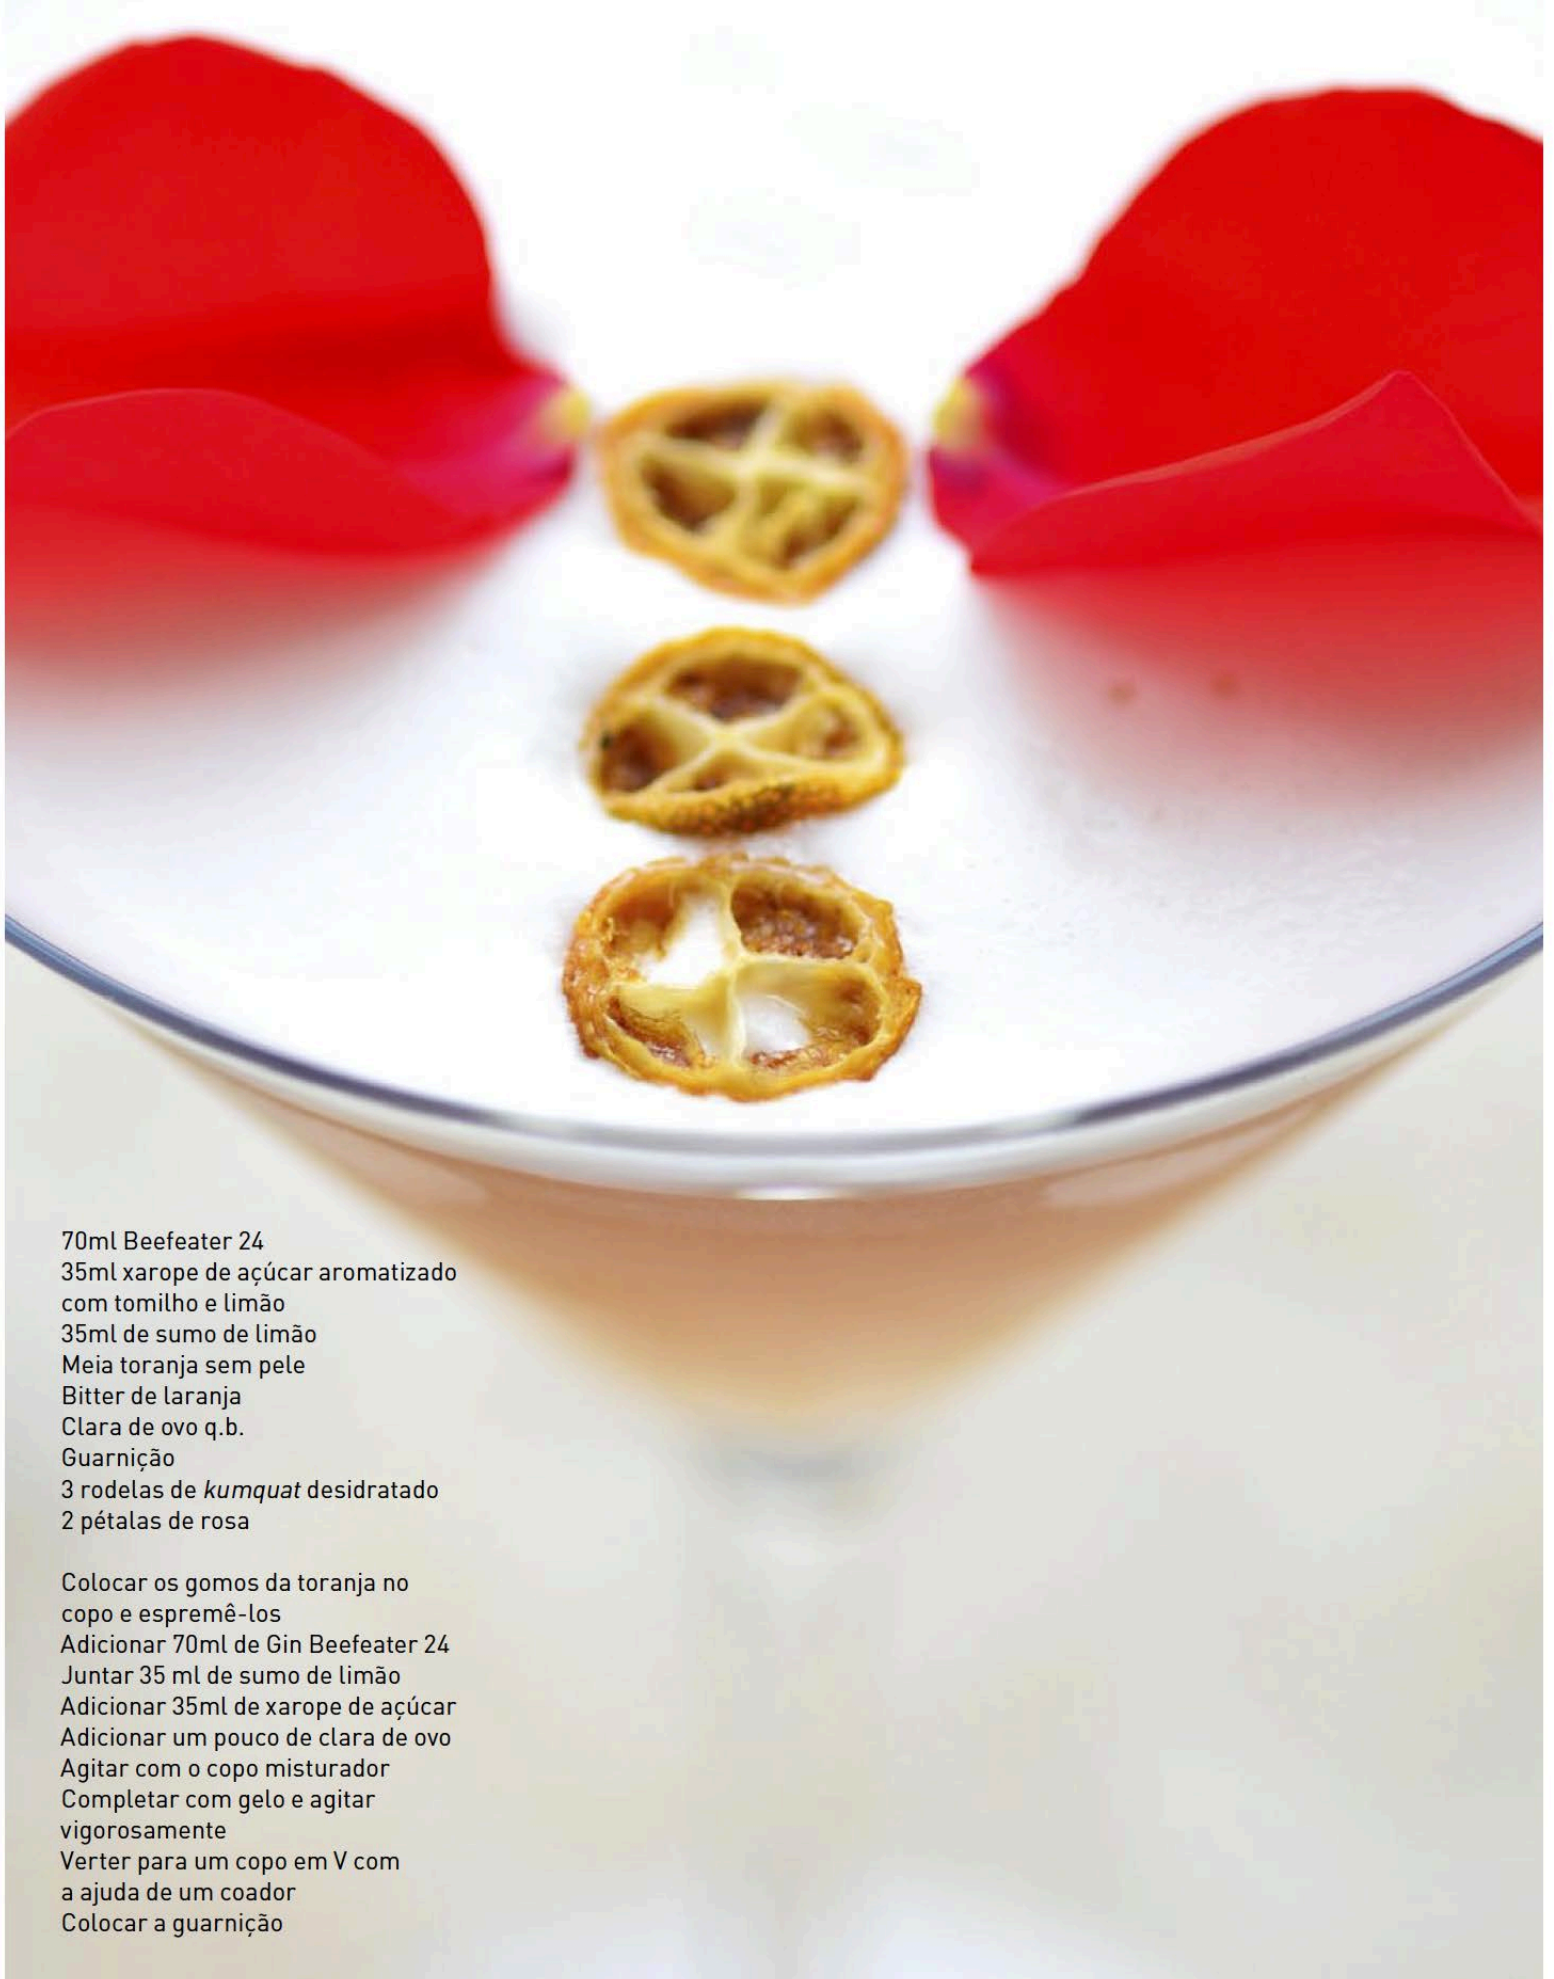 70ml Beefeater 24
35ml xarope de açúcar aromatizado
com tomilho e limão
35ml de sumo de limão
Meia toranja sem pele
Bitter de laranja
Clara de ovo q.b.
Guarnição
3 rodelas de kumquat desidratado
2 pétalas de rosa
Colocar os gomos da toranja no
copo e espremê-los
Adicionar 70ml de Gin Beefeater 24
Juntar 35 ml de sumo de limão
Adicionar 35ml de xarope de açúcar
Adicionar um pouco de clara de ovo
Agitar com o copo misturador
Completar com gelo e agitar
vigorosamente
Verter para um copo em V com
a ajuda de um coador
Colocar a guarnição